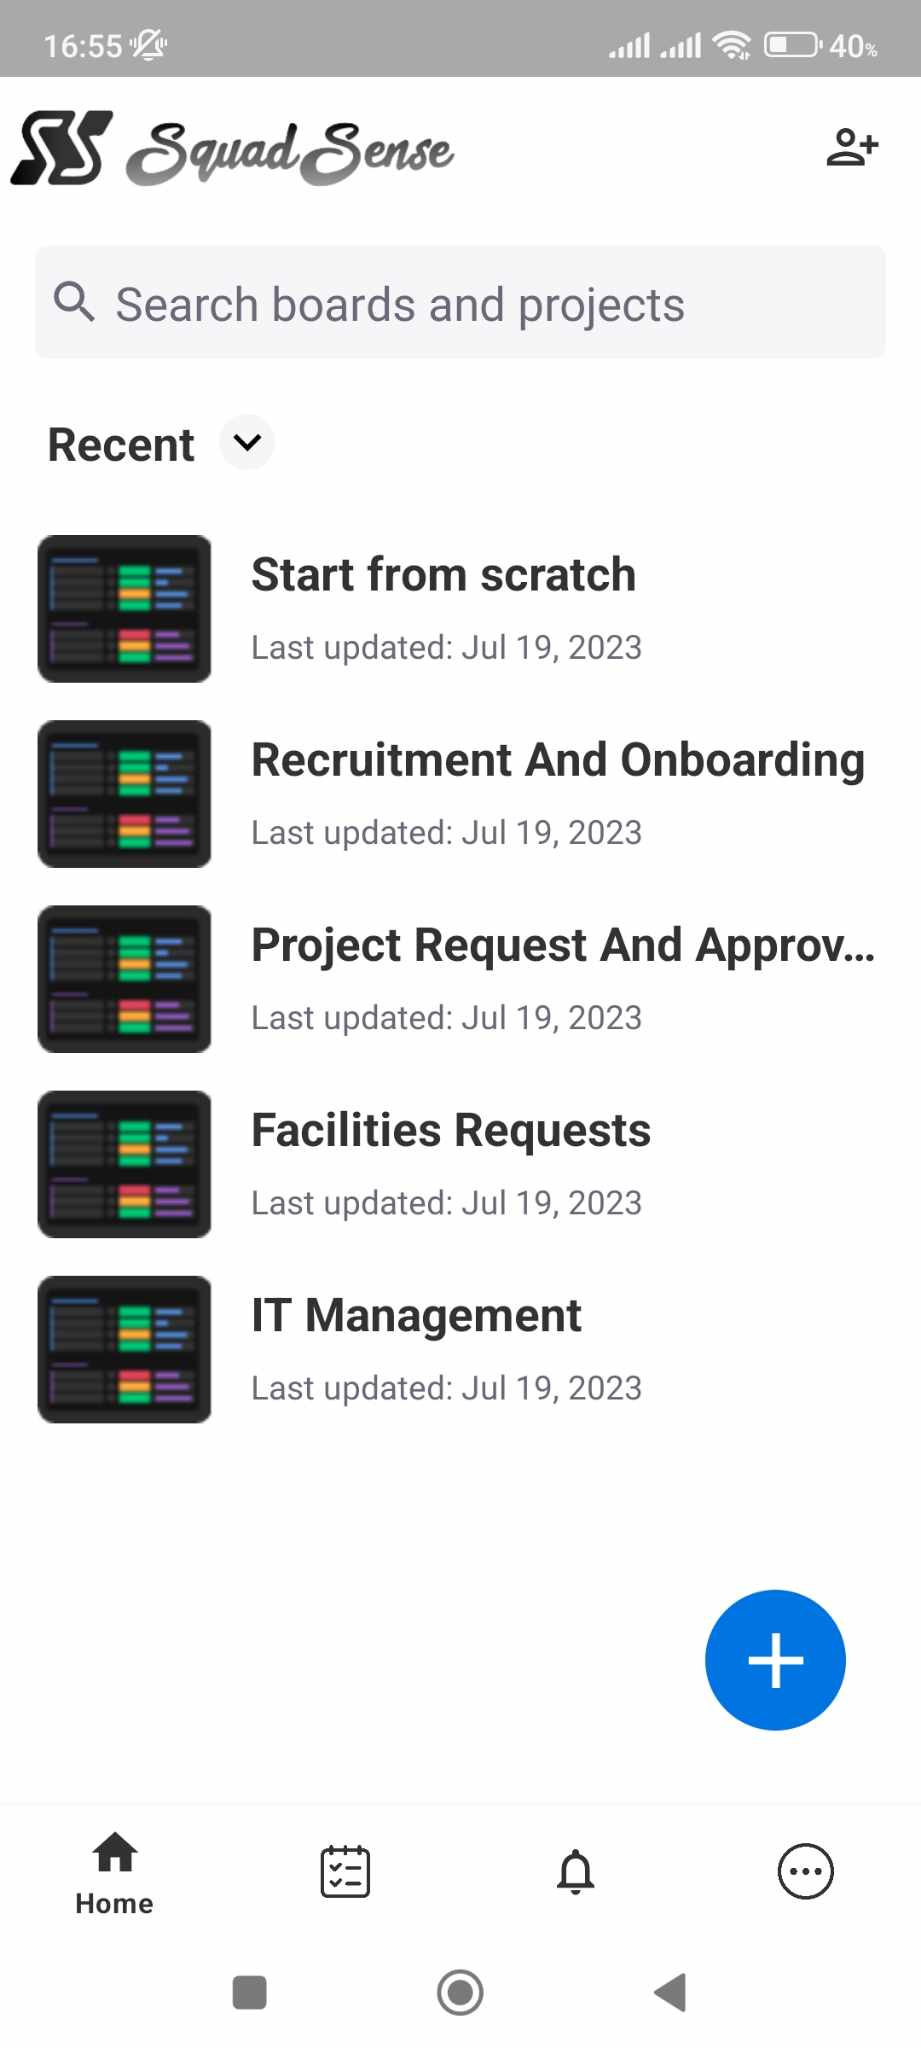 16:55 40%
SquadSense
Search boards and projects
Recent
Start from scratch
Last updated: Jul 19, 2023
Recruitment And Onboarding
Last updated: Jul 19, 2023
Project Request And Approv...
Last updated: Jul 19, 2023
Facilities Requests
Last updated: Jul 19, 2023
IT Management
Last updated: Jul 19, 2023
Home